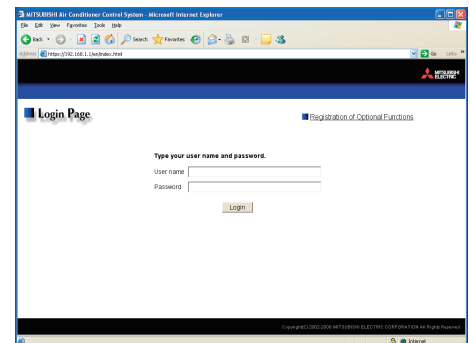 MITSUBISHI Air Conditioner Control System - Microsoft Internet Explorer
File Edit View Favorites Tools Help
Back Search Favorites
Address https://192.168.1.1/en/index.html Go Links
MITSUBISHI ELECTRIC
Login Page
Registration of Optional Functions
Type your user name and password.
User name
Password
Login
Copyright(C) 2002-2008 MITSUBISHI ELECTRIC CORPORATION All Rights Reserved
Internet